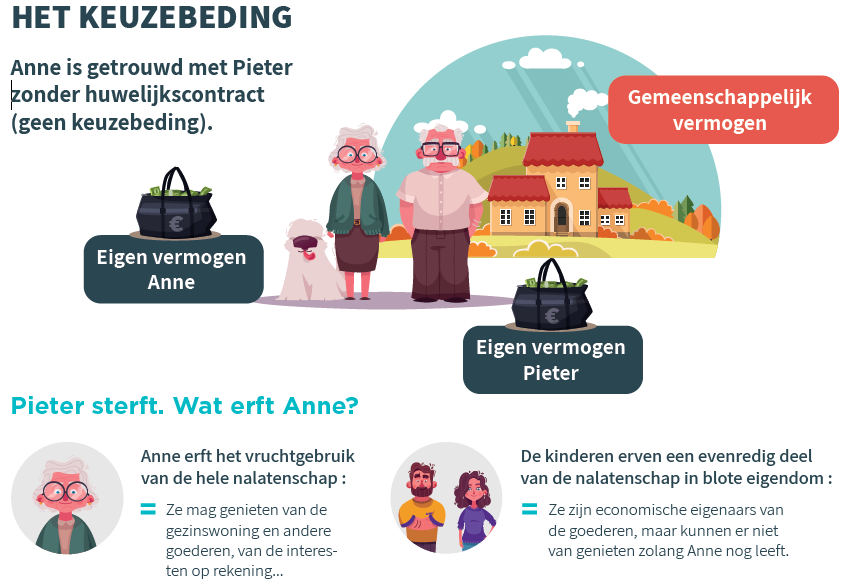 HET KEUZEBEDING
Anne is getrouwd met Pieter
zonder huwelijkscontract
(geen keuzebeding).
Gemeenschappelijk
vermogen
€
Eigen vermogen
Anne
€
Eigen vermogen
Pieter
Pieter sterft. Wat erft Anne?
Anne erft het vruchtgebruik
van de hele nalatenschap :
= Ze mag genieten van de
gezinswoning en andere
goederen, van de interes-
ten op rekening...
De kinderen erven een evenredig deel
van de nalatenschap in blote eigendom :
= Ze zijn economische eigenaars van
de goederen, maar kunnen er niet
van genieten zolang Anne nog leeft.